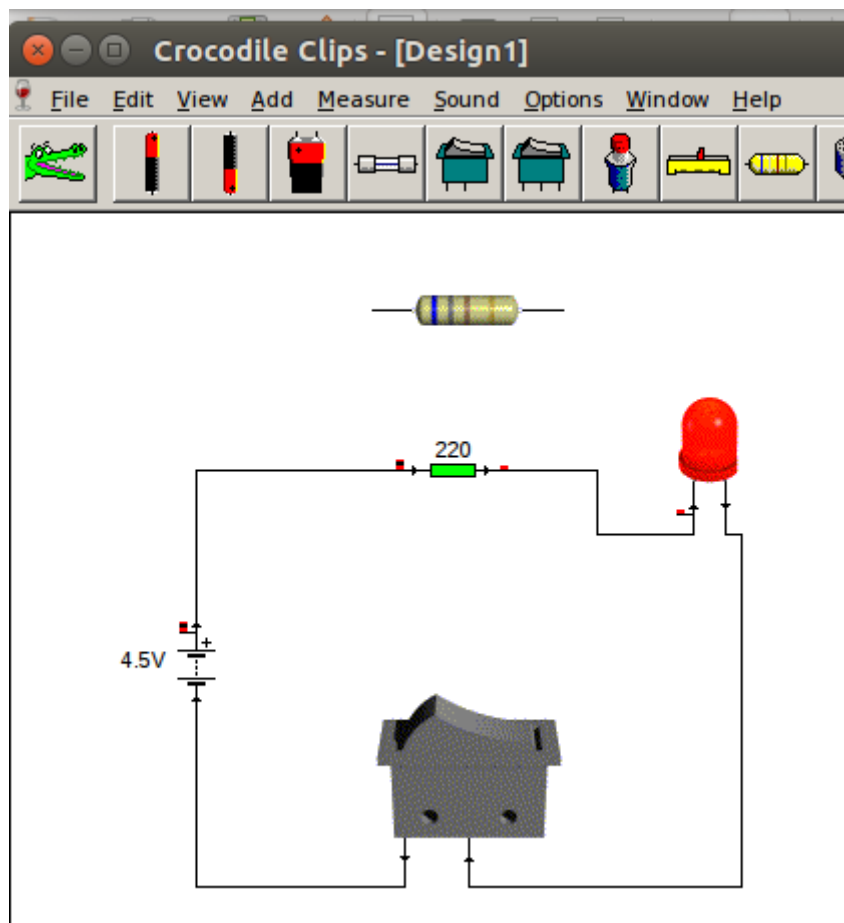 Crocodile Clips - [Design1]
File Edit View Add Measure Sound Options Window Help
220
+
4.5V